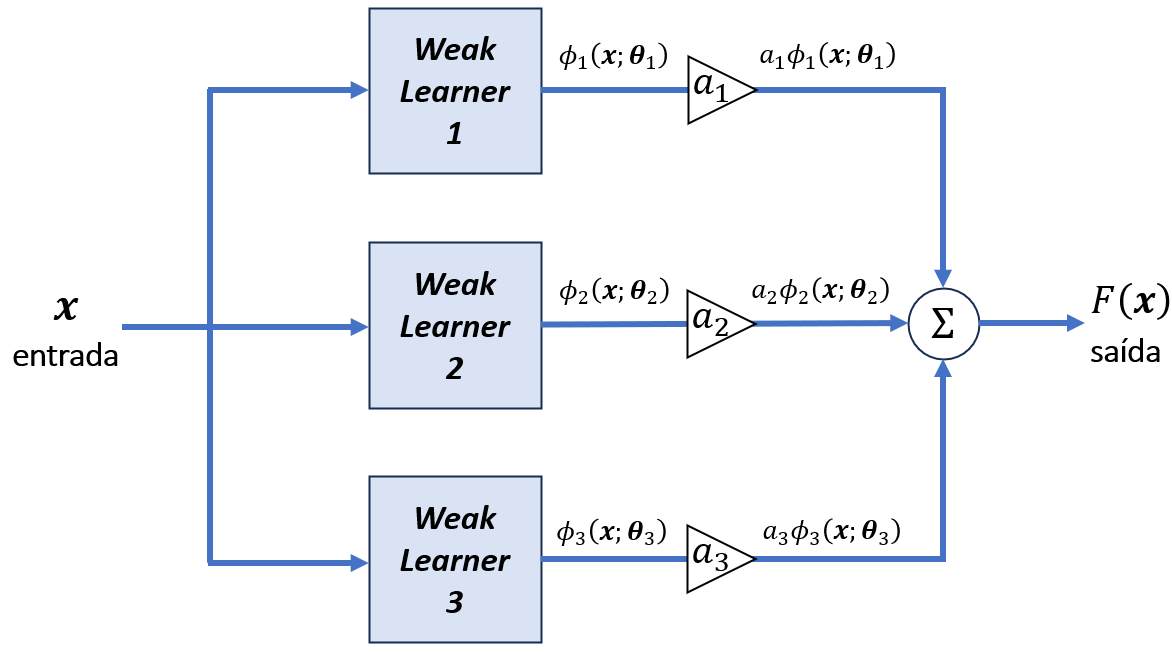 Weak
Learner
1
ϕ₁(𝒙; 𝜽₁)
a₁
a₁ϕ₁(𝒙; 𝜽₁)
𝒙
entrada
Weak
Learner
2
ϕ₂(𝒙; 𝜽₂)
a₂
a₂ϕ₂(𝒙; 𝜽₂)
Σ
F(𝒙)
saída
Weak
Learner
3
ϕ₃(𝒙; 𝜽₃)
a₃
a₃ϕ₃(𝒙; 𝜽₃)